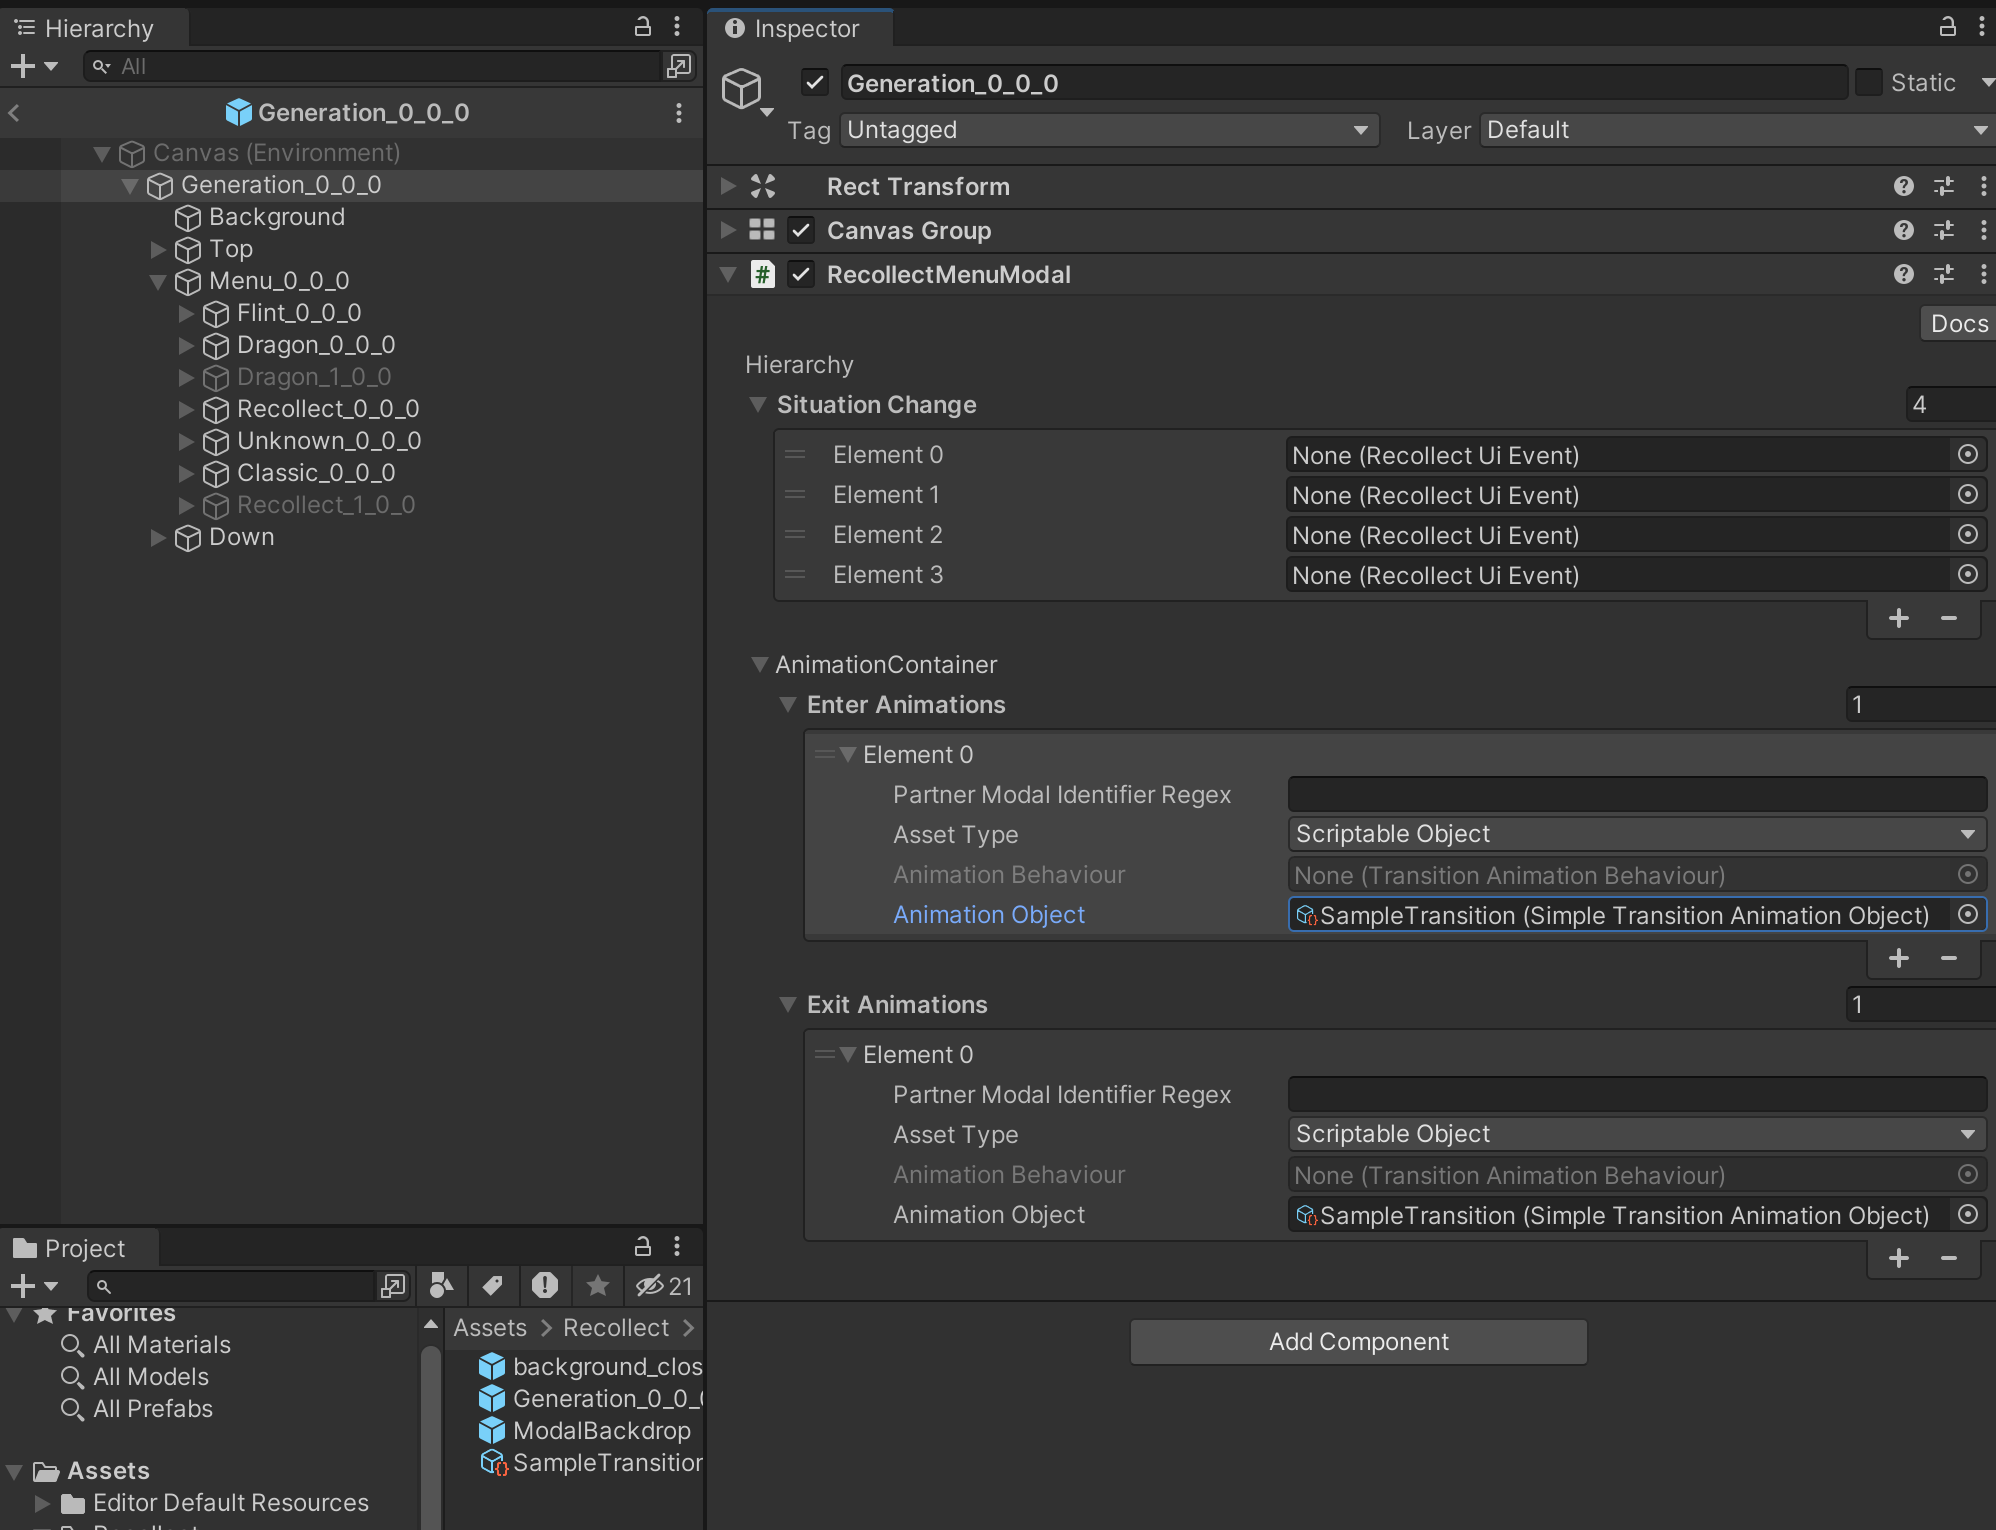 Hierarchy
All
Generation_0_0_0
Canvas (Environment)
Generation_0_0_0
Background
Top
Menu_0_0_0
Flint_0_0_0
Dragon_0_0_0
Dragon_1_0_0
Recollect_0_0_0
Unknown_0_0_0
Classic_0_0_0
Recollect_1_0_0
Down
Project
21
Favorites
All Materials
All Models
All Prefabs
Assets
Editor Default Resources
Assets > Recollect >
background_clos
Generation_0_0_
ModalBackdrop
SampleTransition
Inspector
Generation_0_0_0
Static
Tag Untagged Layer Default
Rect Transform
Canvas Group
# RecollectMenuModal
Docs
Hierarchy
Situation Change 4
Element 0 None (Recollect Ui Event)
Element 1 None (Recollect Ui Event)
Element 2 None (Recollect Ui Event)
Element 3 None (Recollect Ui Event)
AnimationContainer
Enter Animations 1
Element 0
Partner Modal Identifier Regex
Asset Type Scriptable Object
Animation Behaviour None (Transition Animation Behaviour)
Animation Object SampleTransition (Simple Transition Animation Object)
Exit Animations 1
Element 0
Partner Modal Identifier Regex
Asset Type Scriptable Object
Animation Behaviour None (Transition Animation Behaviour)
Animation Object SampleTransition (Simple Transition Animation Object)
Add Component